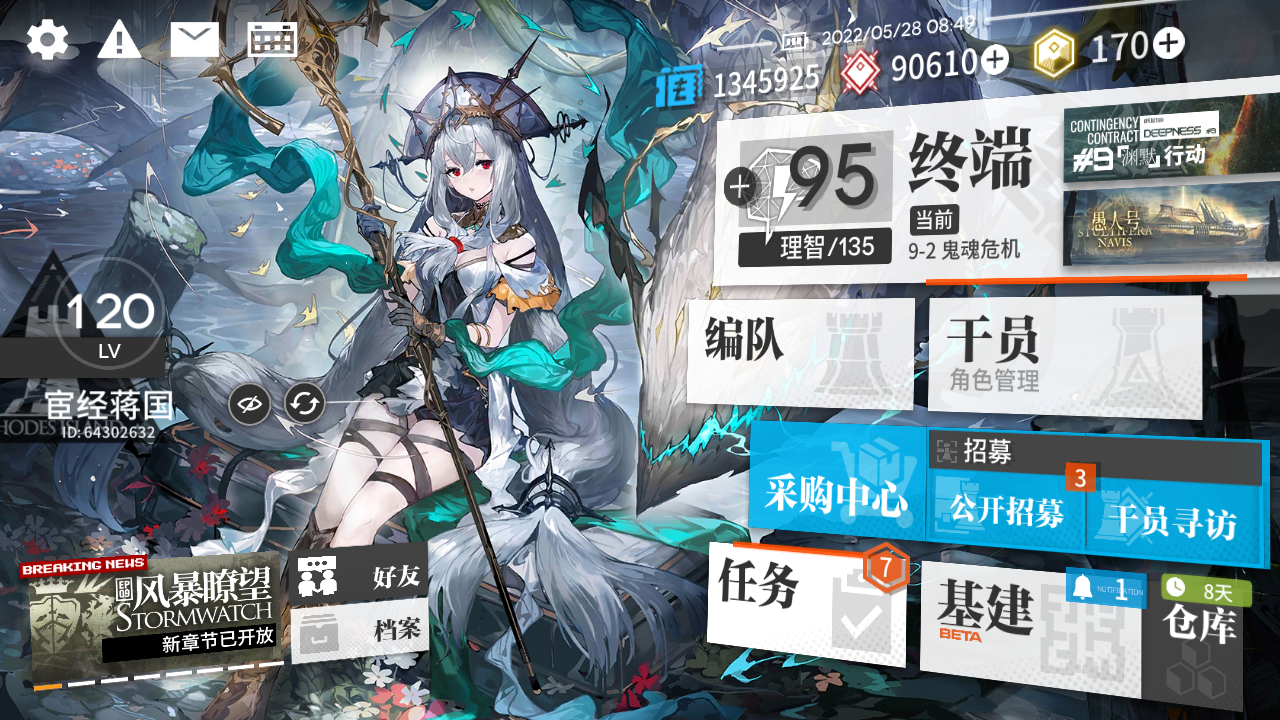 2022/05/28 08:49
1345925
90610
170
95
理智/135
终端
当前
9-2 鬼魂危机
CONTINGENCY
CONTRACT
OPERATION
DEEPNESS #9
#9「渊默」行动
愚人号
STULTIFERA
NAVIS
120
LV
宦经蒋国
ID:64302632
编队
干员
角色管理
采购中心
招募
公开招募
3
干员寻访
BREAKING NEWS
风暴瞭望
STORMWATCH
新章节已开放
好友
档案
任务
7
基建
BETA
NOTIFICATION
1
8天
仓库